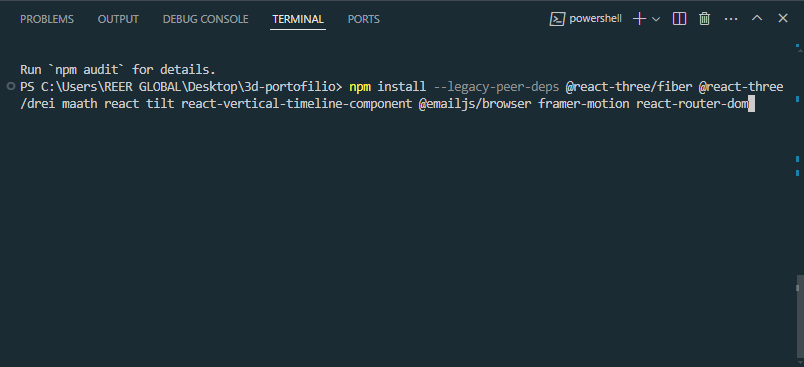 PROBLEMS OUTPUT DEBUG CONSOLE TERMINAL PORTS powershell
Run `npm audit` for details.
PS C:\Users\REER GLOBAL\Desktop\3d-portofilio> npm install --legacy-peer-deps @react-three/fiber @react-three
/drei maath react tilt react-vertical-timeline-component @emailjs/browser framer-motion react-router-dom